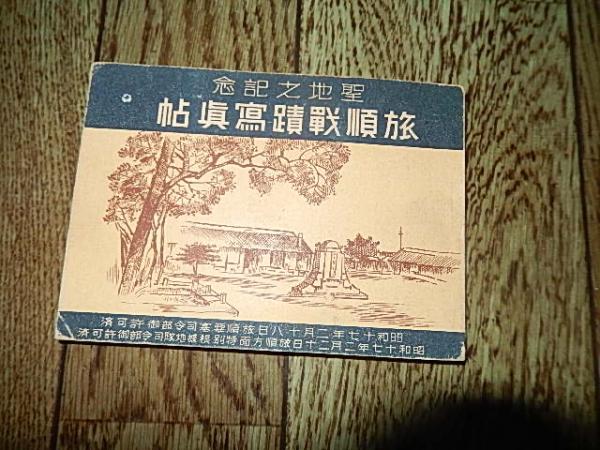 聖地之記念
旅順戰蹟寫眞帖
昭和十七年二月十八日旅順要塞司令部御許可済
昭和十七年二月二十日旅順方面特別根據地隊司令部御許可済